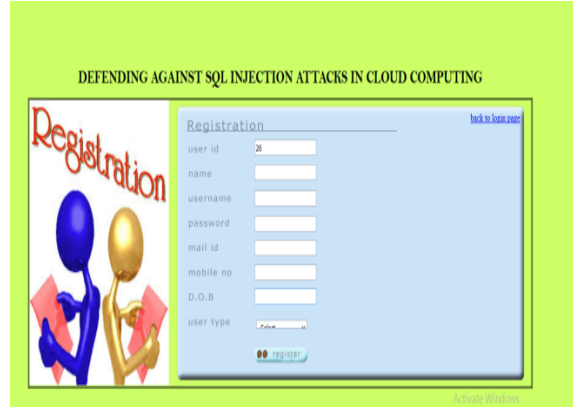 DEFENDING AGAINST SQL INJECTION ATTACKS IN CLOUD COMPUTING
Registration
Registration
back to login page
user id 20
name
username
password
mail id
mobile no
D.O.B
user type Select
register
Activate Windows